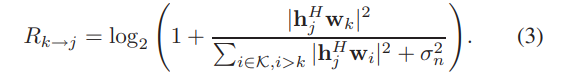 R_{k→j} = log_2 ( 1 + |h_j^H w_k|^2 / ( ∑_{i∈K,i>k} |h_j^H w_i|^2 + σ_n^2 ) ). (3)